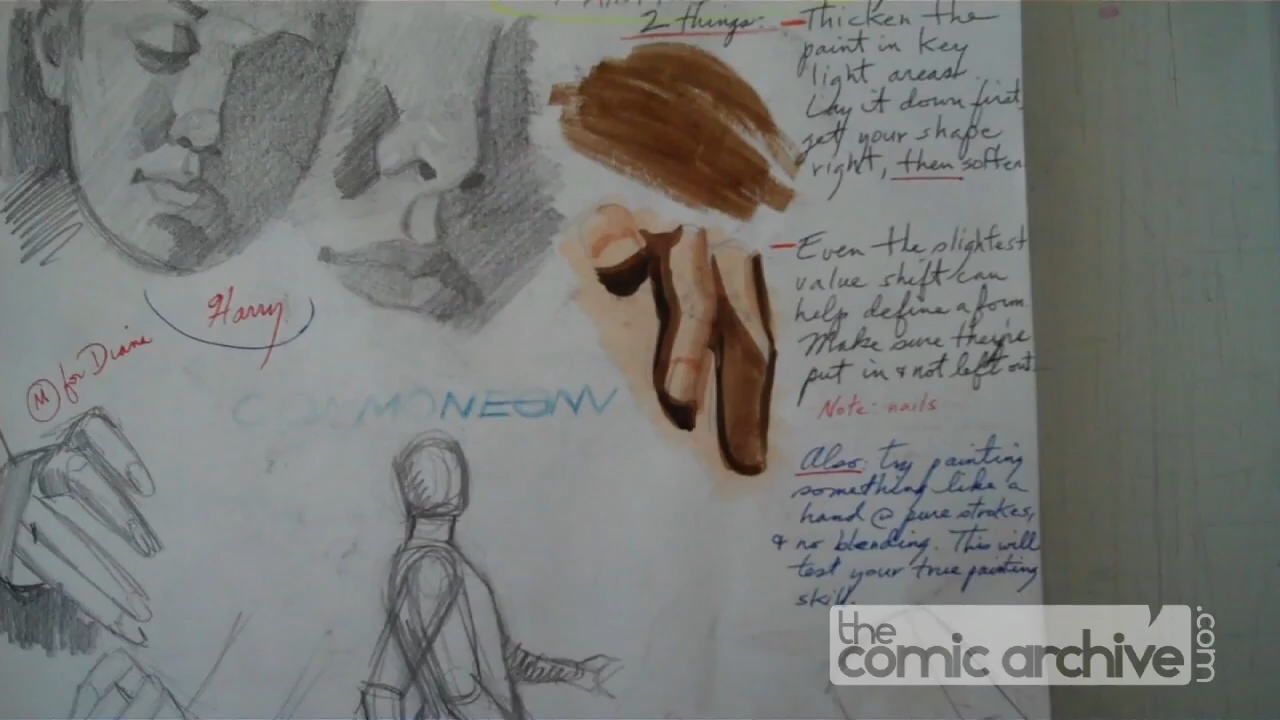 2 things:
– Thicken the
paint in key
light areas.
Lay it down first,
get your shape
right, then soften
– Even the slightest
value shift can
help define a form.
Make sure they're
put in & not left out.
Note: nails
Also, try painting
something like a
hand @ pure strokes,
& no blending. This will
test your true painting
skill.
Harry
M for Diane
the
comic archive
.com